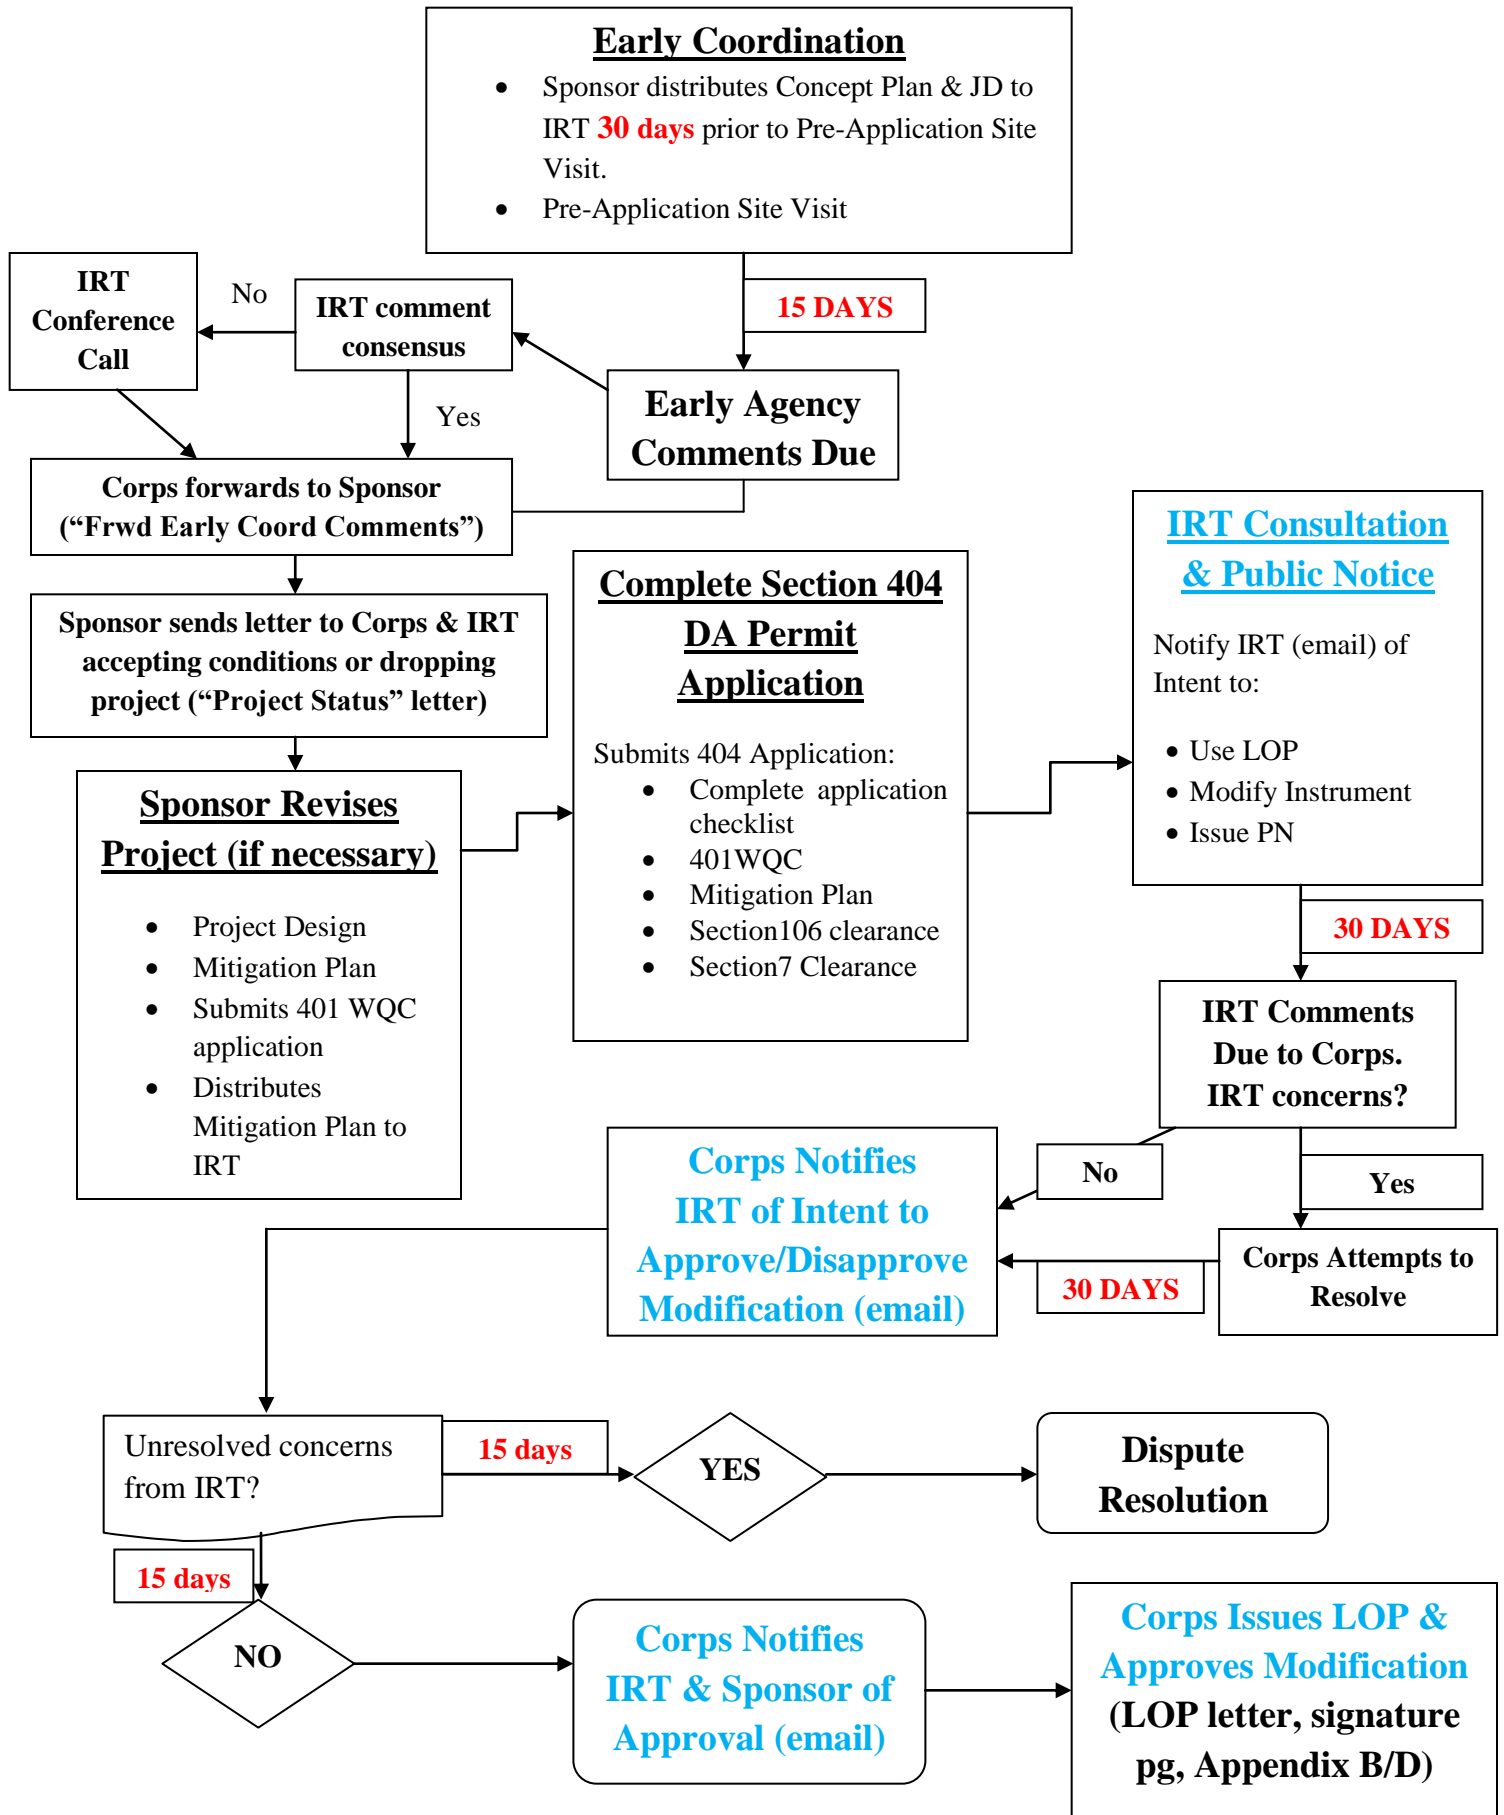 Early Coordination
• Sponsor distributes Concept Plan & JD to
IRT 30 days prior to Pre-Application Site
Visit.
• Pre-Application Site Visit
15 DAYS
IRT
Conference
Call
No
IRT comment
consensus
Yes
Early Agency
Comments Due
Corps forwards to Sponsor
(“Frwd Early Coord Comments”)
Sponsor sends letter to Corps & IRT
accepting conditions or dropping
project (“Project Status” letter)
Sponsor Revises
Project (if necessary)
• Project Design
• Mitigation Plan
• Submits 401 WQC
application
• Distributes
Mitigation Plan to
IRT
Complete Section 404
DA Permit
Application
Submits 404 Application:
• Complete application
checklist
• 401WQC
• Mitigation Plan
• Section106 clearance
• Section7 Clearance
IRT Consultation
& Public Notice
Notify IRT (email) of
Intent to:
• Use LOP
• Modify Instrument
• Issue PN
30 DAYS
IRT Comments
Due to Corps.
IRT concerns?
No
Yes
Corps Attempts to
Resolve
30 DAYS
Corps Notifies
IRT of Intent to
Approve/Disapprove
Modification (email)
Unresolved concerns
from IRT?
15 days
YES
Dispute
Resolution
15 days
NO
Corps Notifies
IRT & Sponsor of
Approval (email)
Corps Issues LOP &
Approves Modification
(LOP letter, signature
pg, Appendix B/D)